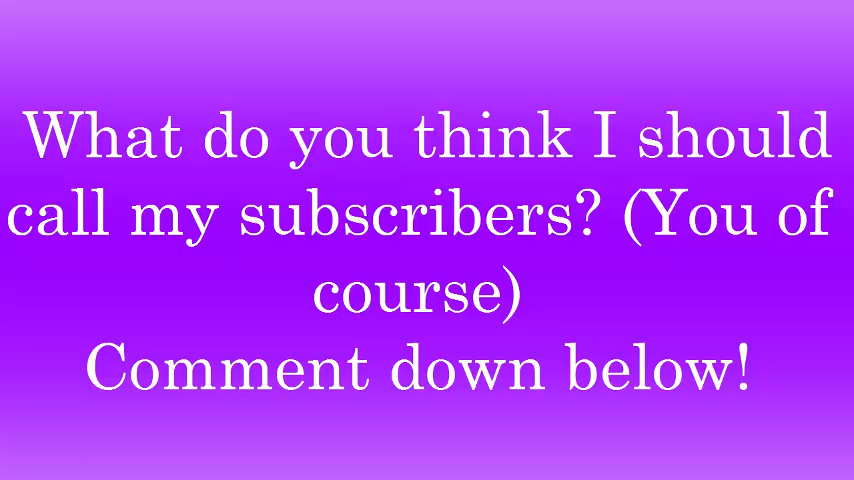 What do you think I should
call my subscribers? (You of
course)
Comment down below!